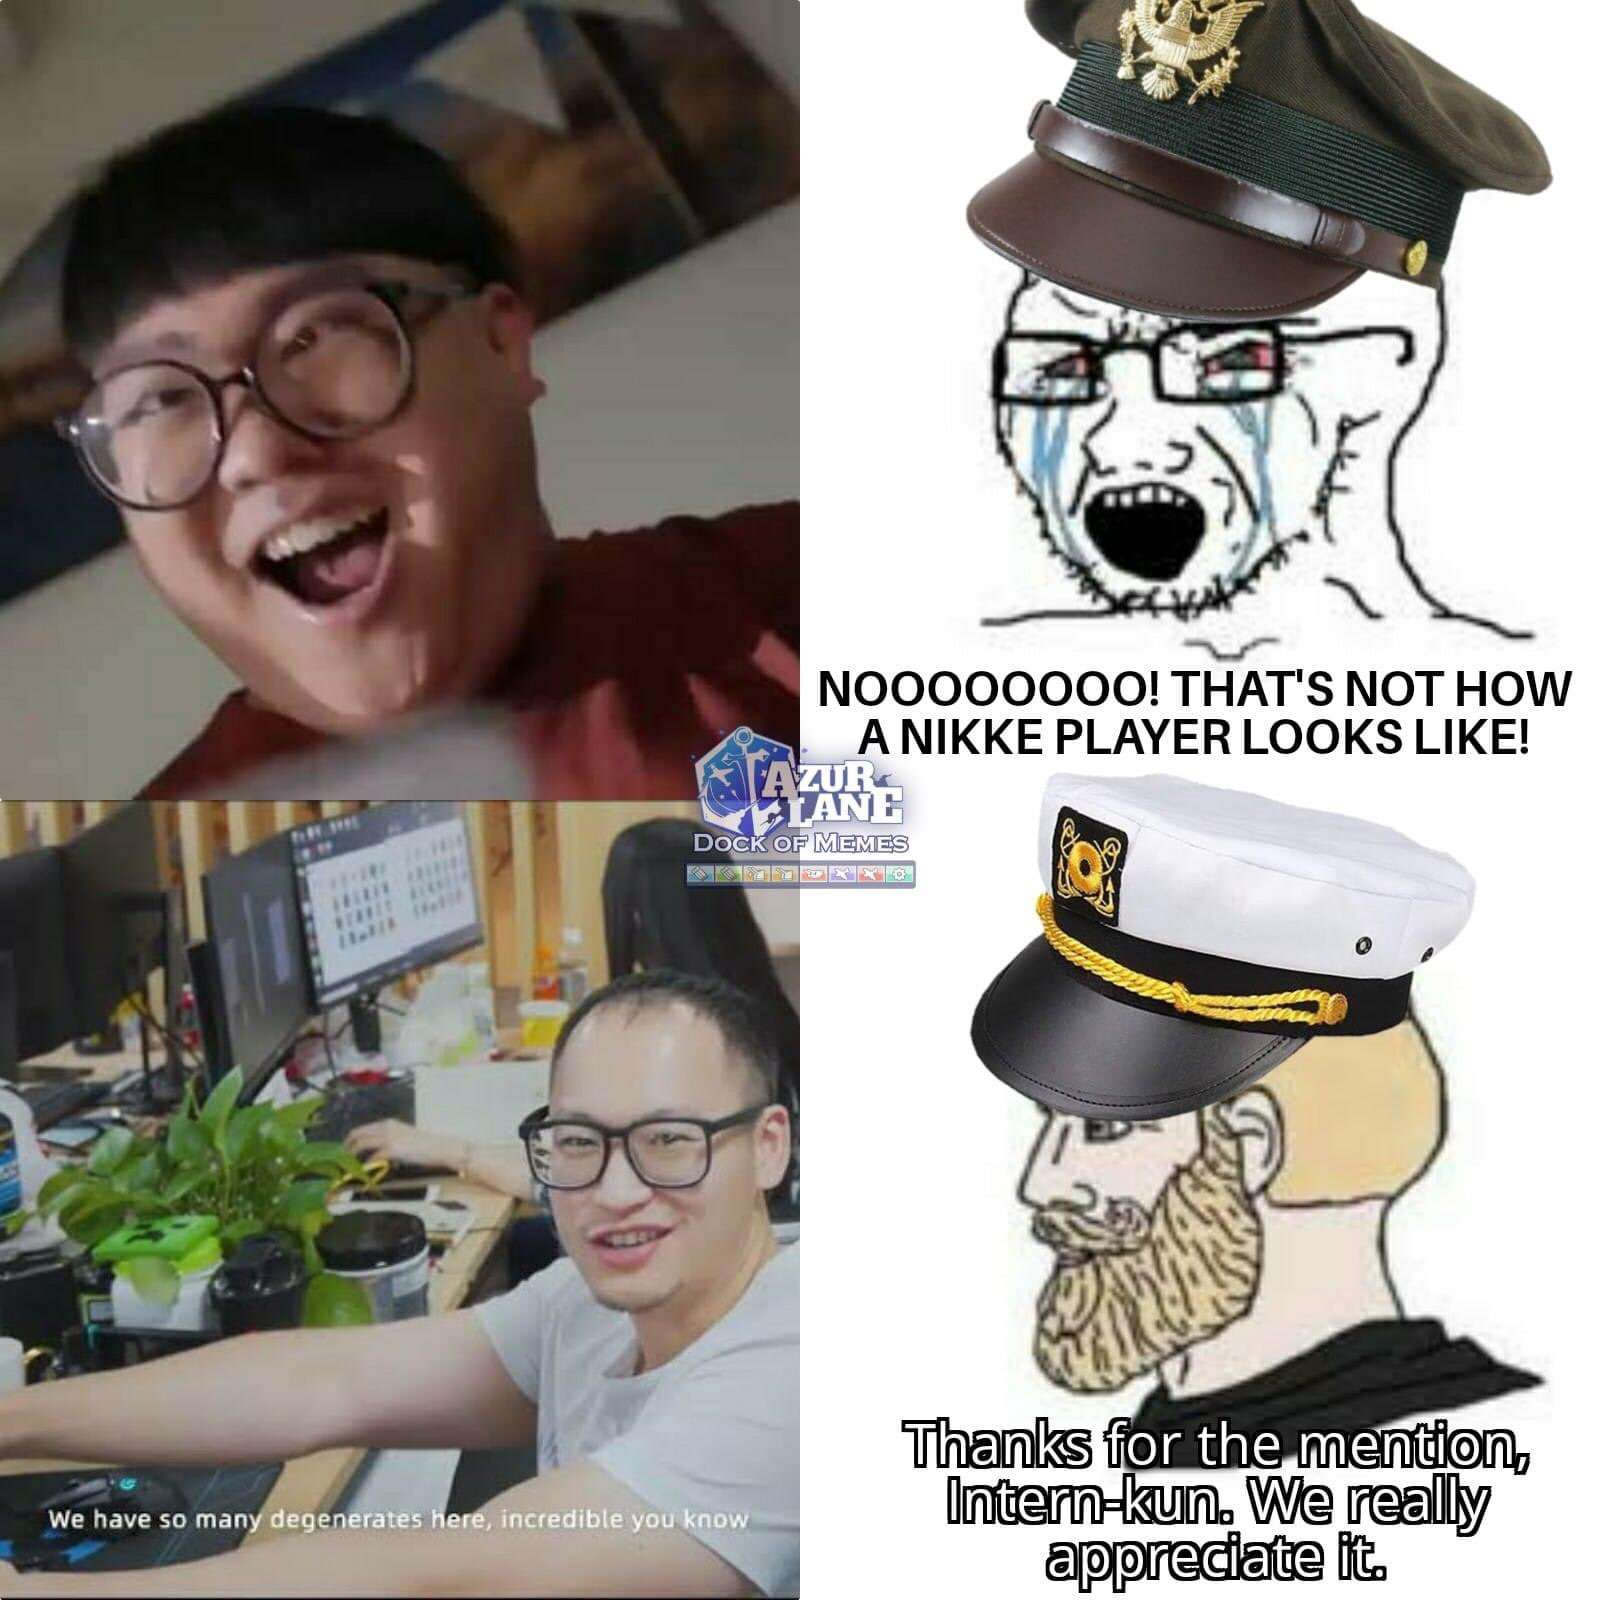 NOOOOOOOO! THAT'S NOT HOW
A NIKKE PLAYER LOOKS LIKE!
AZUR
LANE
DOCK OF MEMES
We have so many degenerates here, incredible you know
Thanks for the mention,
Intern-kun. We really
appreciate it.